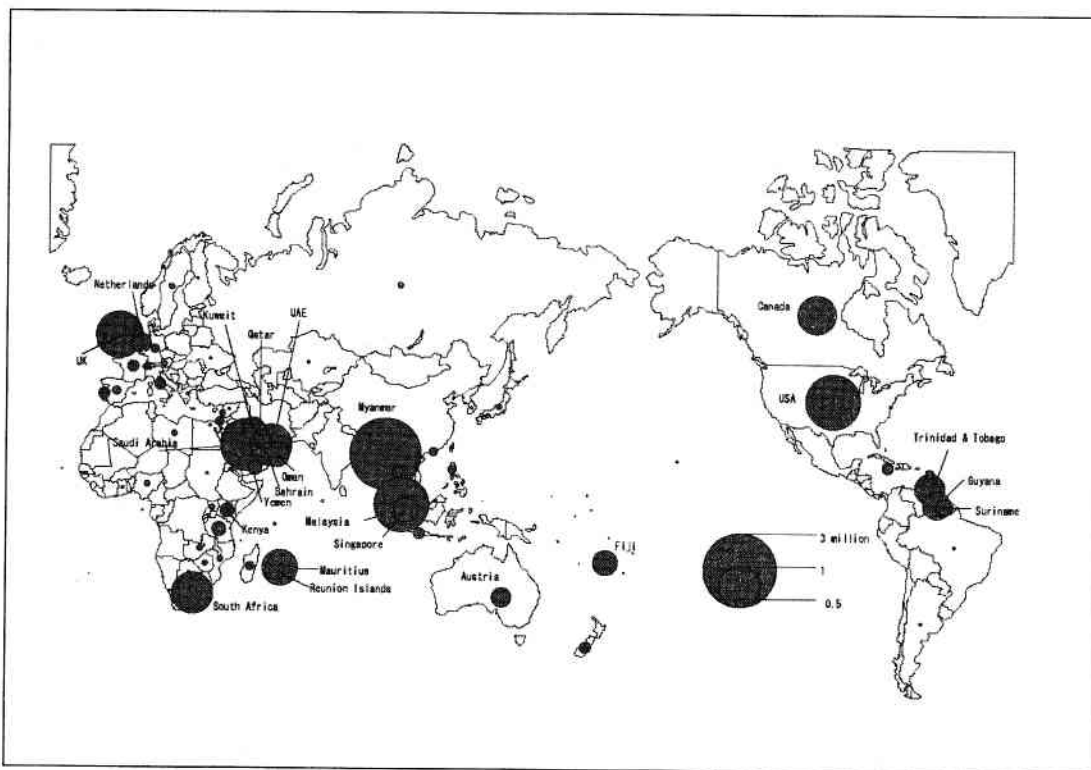 Netherlands
Kuwait
UAE
Qatar
Canada
UK
Myanmar
USA
Saudi Arabia
Trinidad & Tobago
Oman
Bahrain
Yemen
Guyana
Suriname
Malaysia
Kenya
Singapore
3 million
Fiji
Mauritius
1
Austria
Reunion Islands
South Africa
0.5